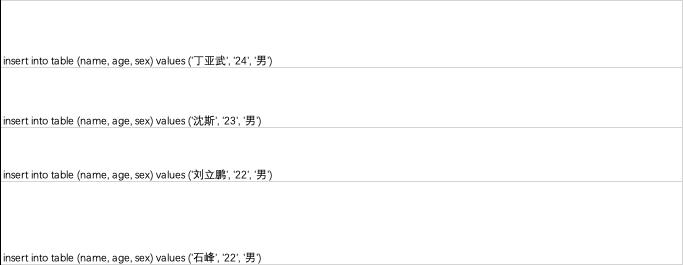 insert into table (name, age, sex) values ('丁亚武', '24', '男')
insert into table (name, age, sex) values ('沈斯', '23', '男')
insert into table (name, age, sex) values ('刘立鹏', '22', '男')
insert into table (name, age, sex) values ('石峰', '22', '男')